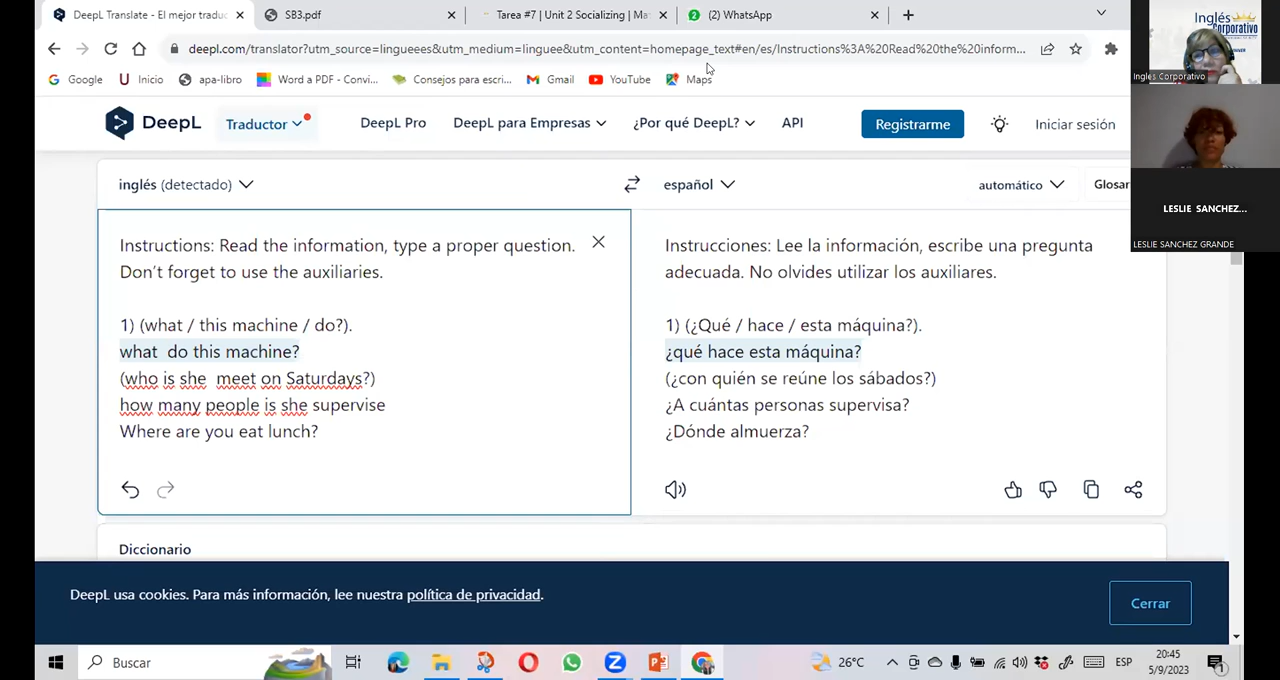 DeepL Translate - El mejor traduc
SB3.pdf
Tarea #7 | Unit 2 Socializing | Ma
(2) WhatsApp
deepl.com/translator?utm_source=lingueees&utm_medium=linguee&utm_content=homepage_text#en/es/Instructions%3A%20Read%20the%20inform...
Google
Inicio
apa-libro
Word a PDF - Convi...
Consejos para escri...
Gmail
YouTube
Maps
Inglés
Corporativo
Ingles Corporativo
DeepL
Traductor
DeepL Pro
DeepL para Empresas
¿Por qué DeepL?
API
Registrarme
Iniciar sesión
LESLIE SANCHEZ...
LESLIE SANCHEZ GRANDE
inglés (detectado)
español
automático
Glosar
Instructions: Read the information, type a proper question.
Don't forget to use the auxiliaries.
1) (what / this machine / do?).
what do this machine?
(who is she meet on Saturdays?)
how many people is she supervise
Where are you eat lunch?
Instrucciones: Lee la información, escribe una pregunta
adecuada. No olvides utilizar los auxiliares.
1) (¿Qué / hace / esta máquina?).
¿qué hace esta máquina?
(¿con quién se reúne los sábados?)
¿A cuántas personas supervisa?
¿Dónde almuerza?
Diccionario
DeepL usa cookies. Para más información, lee nuestra política de privacidad.
Cerrar
Buscar
26°C
ESP
20:45
5/9/2023